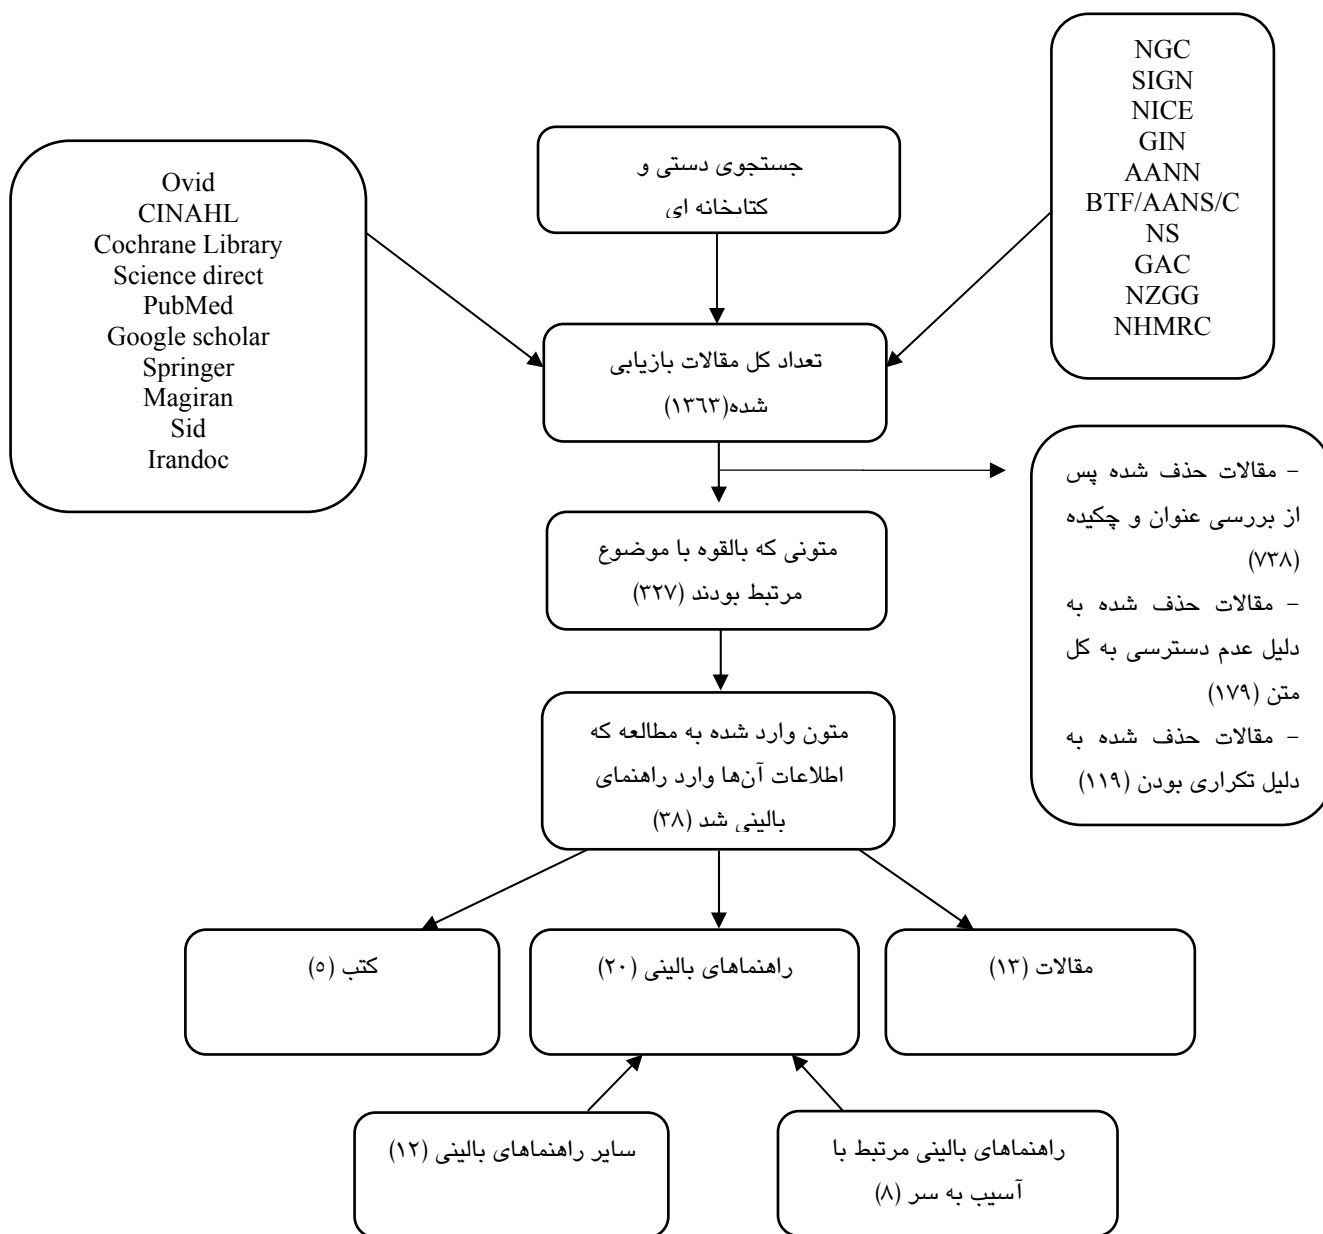 NGC
SIGN
NICE
GIN
AANN
BTF/AANS/C
NS
GAC
NZGG
NHMRC
جستجوی دستی و
کتابخانه ای
Ovid
CINAHL
Cochrane Library
Science direct
PubMed
Google scholar
Springer
Magiran
Sid
Irandoc
تعداد کل مقالات بازیابی
شده(۱۳۶۳)
- مقالات حذف شده پس
از بررسی عنوان و چکیده
(۷۳۸)
- مقالات حذف شده به
دلیل عدم دسترسی به کل
متن (۱۷۹)
- مقالات حذف شده به
دلیل تکراری بودن (۱۱۹)
متونی که بالقوه با موضوع
مرتبط بودند (۳۲۷)
متون وارد شده به مطالعه که
اطلاعات آن‌ها وارد راهنمای
بالینی شد (۳۸)
مقالات (۱۳)
راهنماهای بالینی (۲۰)
کتب (۵)
راهنماهای بالینی مرتبط با
آسیب به سر (۸)
سایر راهنماهای بالینی (۱۲)